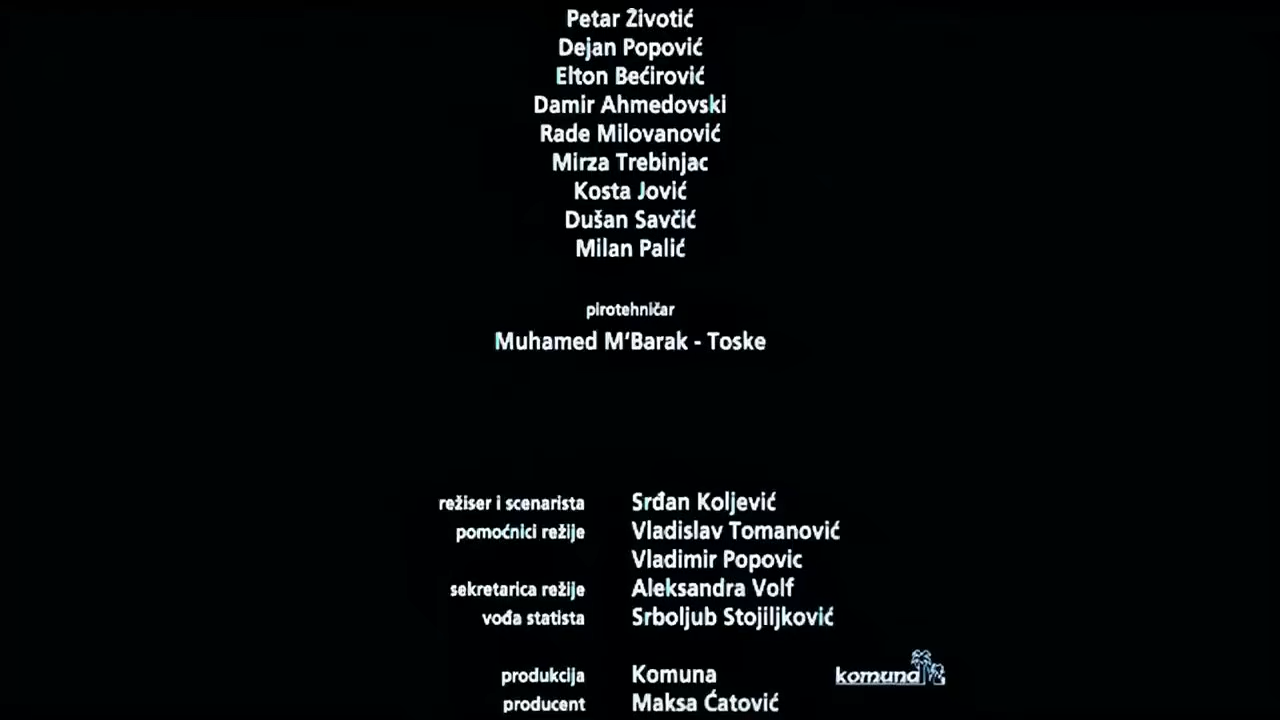 Petar Živótić
Dejan Popović
Elton Bećirović
Damir Ahmedovski
Rade Milovanović
Mirza Trebinjac
Kosta Jović
Dušan Savčić
Milan Palić
pirotehničar
Muhamed M’Barak - Toske
režiser i scenarista Srđan Koljević
pomoćnici režije Vladislav Tomanović
Vladimir Popovic
sekretarica režije Aleksandra Volf
vođa statista Srboljub Stojiljković
produkcija Komuna komuna
producent Maksa Ćatović